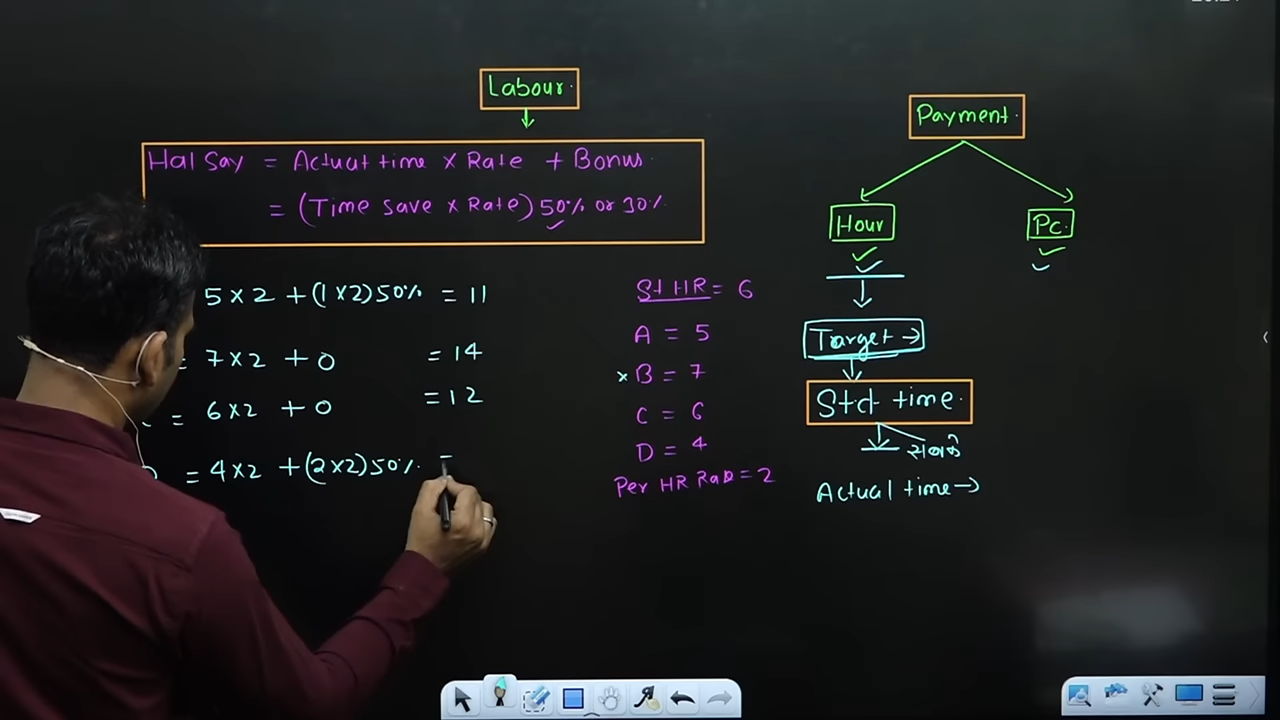 Labour
Hal Say = Actual time × Rate + Bonus
= (Time save × Rate) 50% or 30%
5 × 2 + (1 × 2) 50% = 11
= 7 × 2 + 0 = 14
= 6 × 2 + 0 = 12
= 4 × 2 + (2 × 2) 50% =
St HR = 6
A = 5
× B = 7
C = 6
D = 4
Per HR Rate = 2
Payment
Hour
Pc.
Target →
Std time
Actual time →